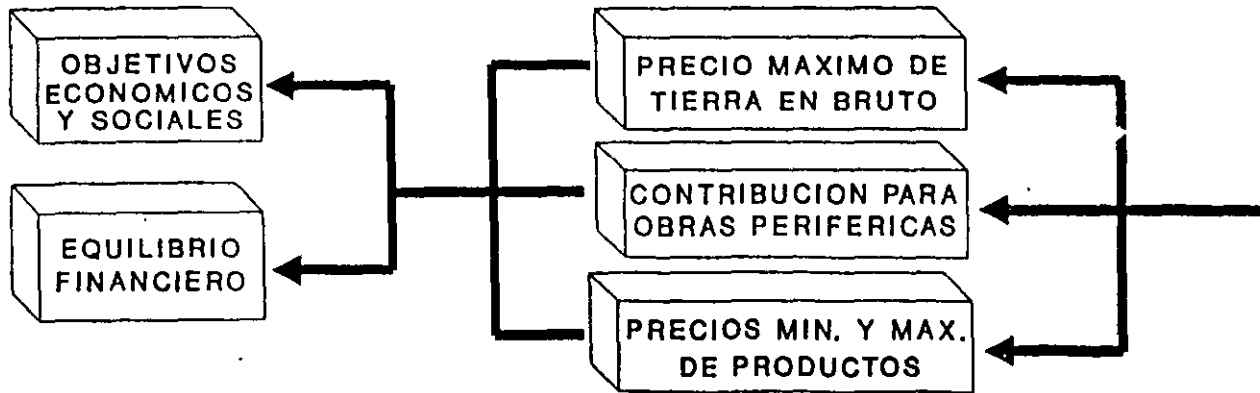 OBJETIVOS
ECONOMICOS
Y SOCIALES
EQUILIBRIO
FINANCIERO
PRECIO MAXIMO DE
TIERRA EN BRUTO
CONTRIBUCION PARA
OBRAS PERIFERICAS
PRECIOS MIN. Y MAX.
DE PRODUCTOS